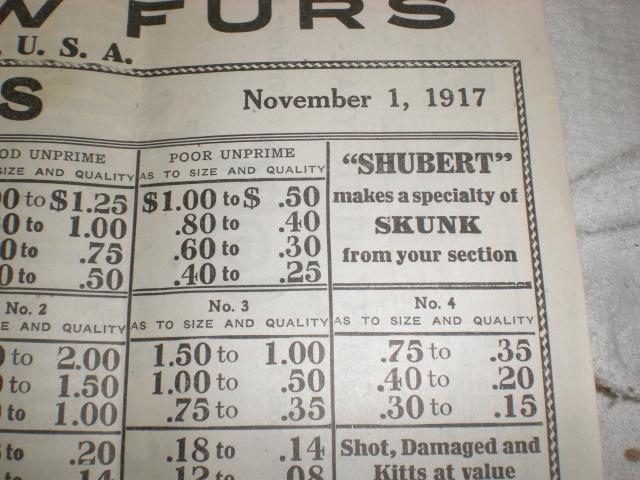 W FURS
U. S. A.
S November 1, 1917
OD UNPRIME
SIZE AND QUALITY
to $1.25
to 1.00
to .75
to .50
POOR UNPRIME
AS TO SIZE AND QUALITY
$1.00 to $ .50
.80 to .40
.60 to .30
.40 to .25
"SHUBERT"
makes a specialty of
SKUNK
from your section
No. 2
E AND QUALITY
to 2.00
to 1.50
to 1.00
No. 3
AS TO SIZE AND QUALITY
1.50 to 1.00
1.00 to .50
.75 to .35
No. 4
AS TO SIZE AND QUALITY
.75 to .35
.40 to .20
.30 to .15
to .20
.14
.18 to .14
.12 to .08
Shot, Damaged and
Kitts at value